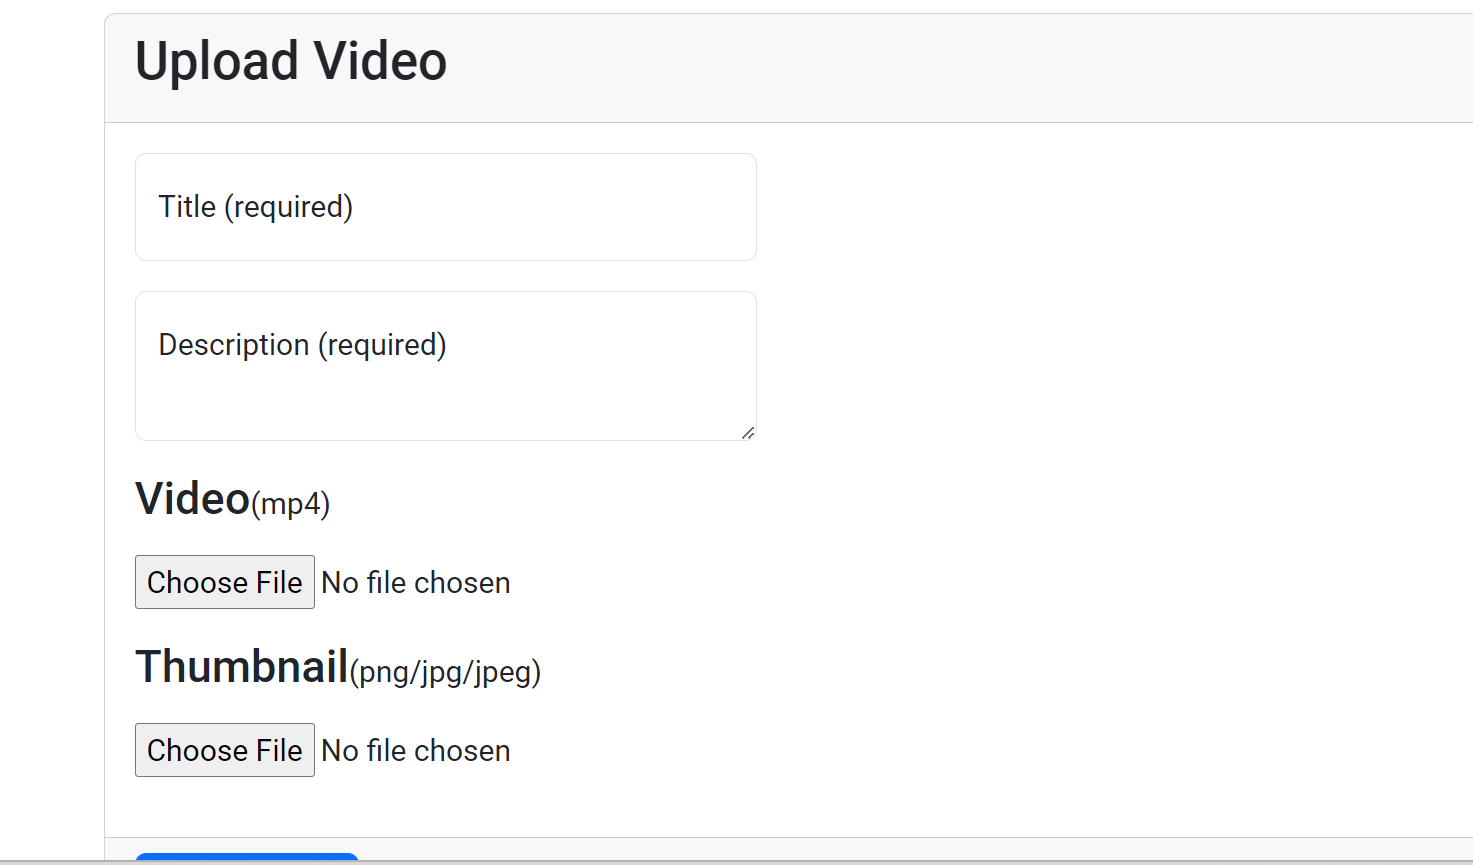 Upload Video
Title (required)
Description (required)
Video(mp4)
Choose File No file chosen
Thumbnail(png/jpg/jpeg)
Choose File No file chosen